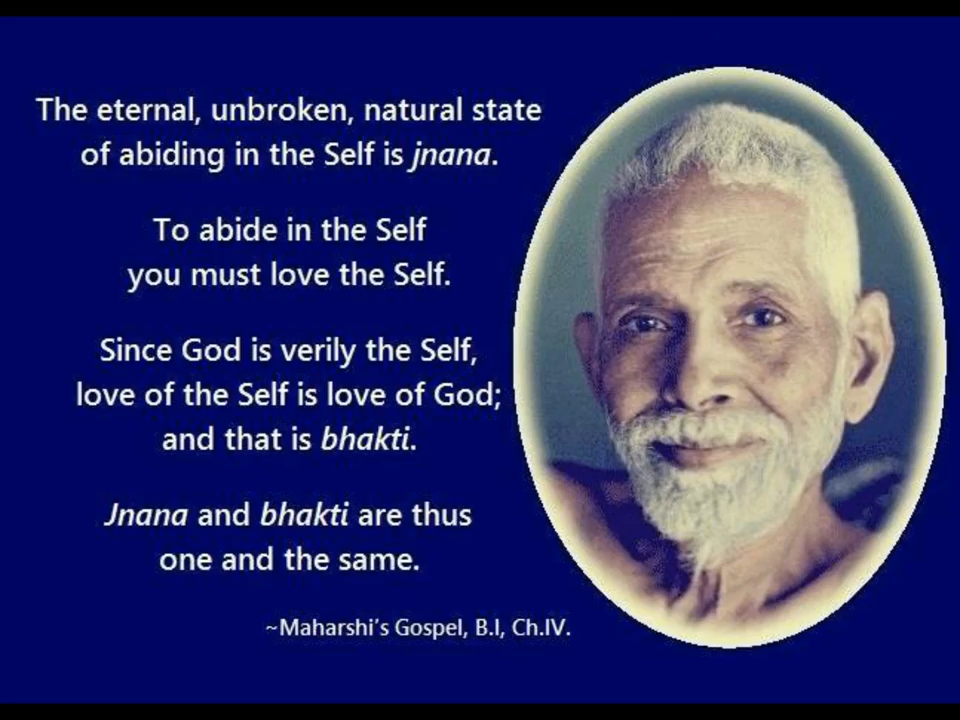 The eternal, unbroken, natural state
of abiding in the Self is jnana.
To abide in the Self
you must love the Self.
Since God is verily the Self,
love of the Self is love of God;
and that is bhakti.
Jnana and bhakti are thus
one and the same.
~Maharshi's Gospel, B.I, Ch.IV.